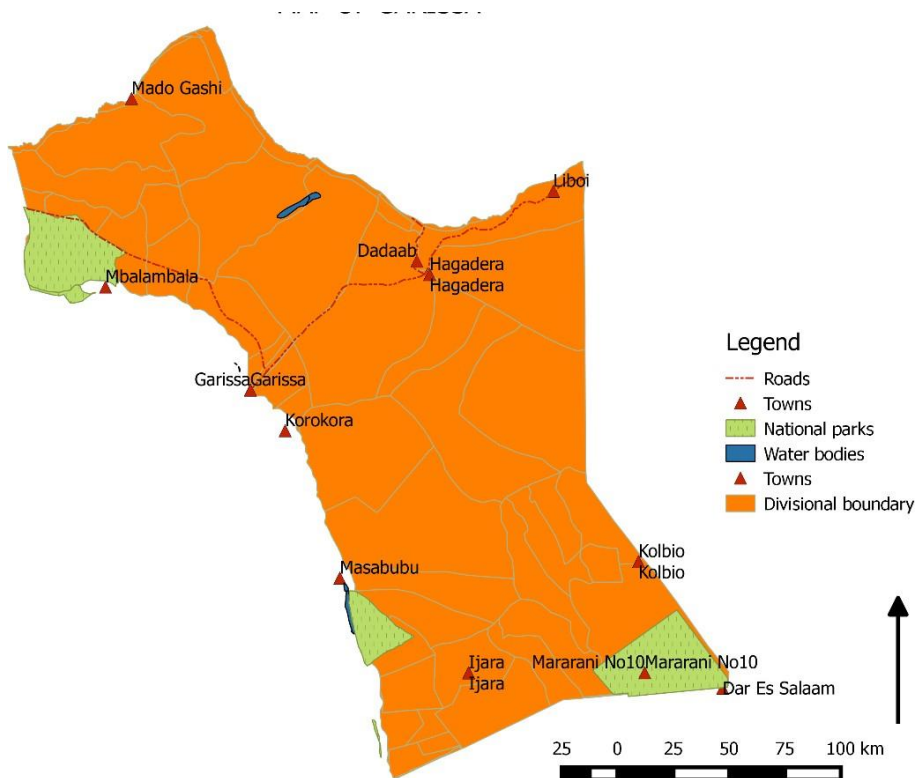 Mado Gashi
Liboi
Dadaab
Hagadera
Hagadera
Mbalambala
GarissaGarissa
Korokora
Masabubu
Kolbio
Kolbio
Ijara
Ijara
Mararani No10Mararani No10
Dar Es Salaam
Legend
Roads
Towns
National parks
Water bodies
Towns
Divisional boundary
25 0 25 50 75 100 km